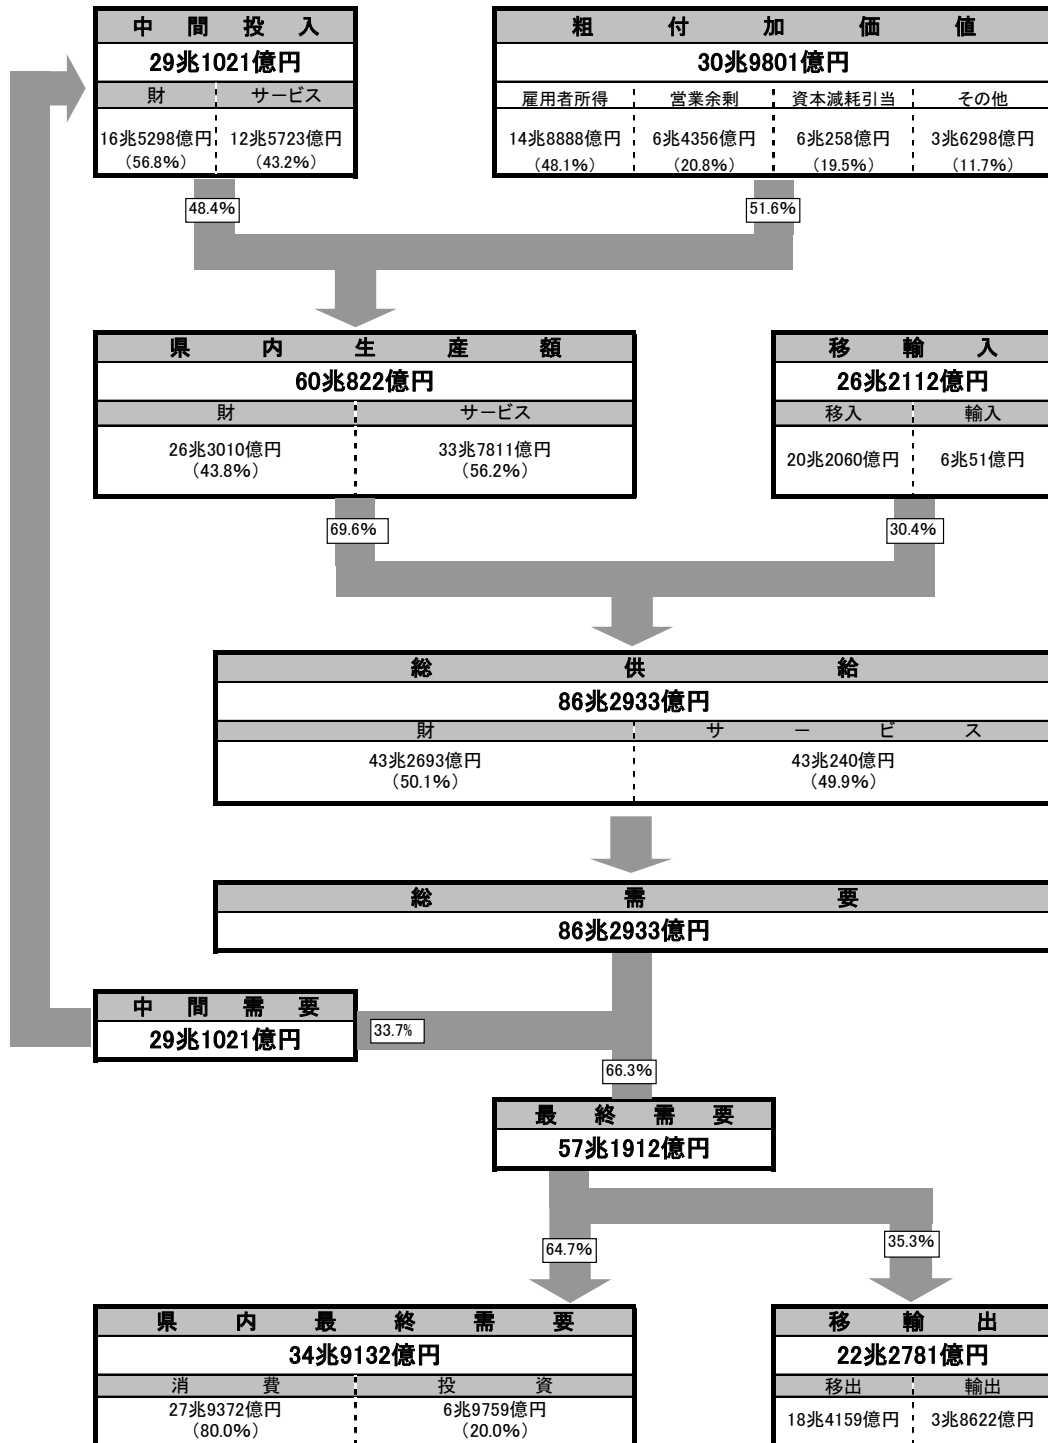 中間投入
29兆1021億円
財 サービス
16兆5298億円 12兆5723億円
(56.8%) (43.2%)
粗付加価値
30兆9801億円
雇用者所得 営業余剰 資本減耗引当 その他
14兆8888億円 6兆4356億円 6兆258億円 3兆6298億円
(48.1%) (20.8%) (19.5%) (11.7%)
48.4% 51.6%
県内生産額
60兆822億円
財 サービス
26兆3010億円 33兆7811億円
(43.8%) (56.2%)
移輸入
26兆2112億円
移入 輸入
20兆2060億円 6兆51億円
69.6% 30.4%
総供給
86兆2933億円
財 サービス
43兆2693億円 43兆240億円
(50.1%) (49.9%)
総需要
86兆2933億円
中間需要
29兆1021億円
33.7%
66.3%
最終需要
57兆1912億円
64.7% 35.3%
県内最終需要
34兆9132億円
消費 投資
27兆9372億円 6兆9759億円
(80.0%) (20.0%)
移輸出
22兆2781億円
移出 輸出
18兆4159億円 3兆8622億円